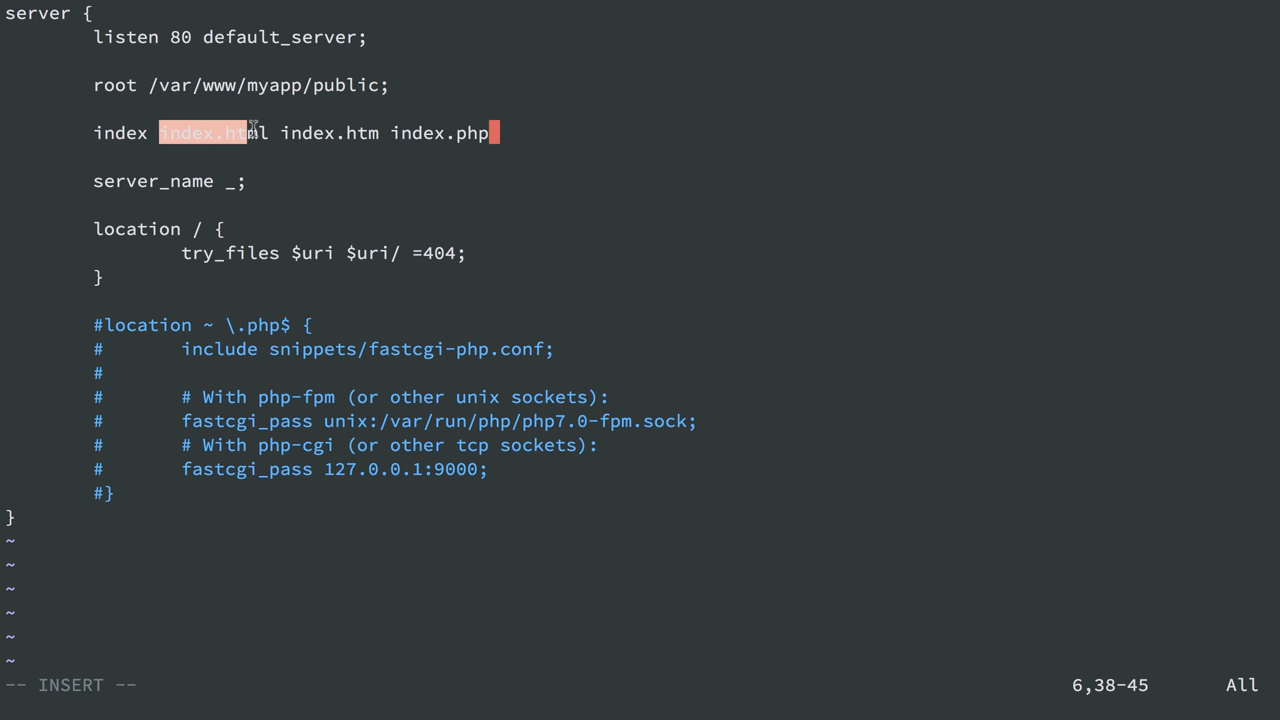 server {
listen 80 default_server;
root /var/www/myapp/public;
index index.html index.htm index.php
server_name _;
location / {
try_files $uri $uri/ =404;
}
#location ~ \.php$ {
#       include snippets/fastcgi-php.conf;
#
#       # With php-fpm (or other unix sockets):
#       fastcgi_pass unix:/var/run/php/php7.0-fpm.sock;
#       # With php-cgi (or other tcp sockets):
#       fastcgi_pass 127.0.0.1:9000;
#}
}
~
~
~
~
~
~
-- INSERT -- 6,38-45 All